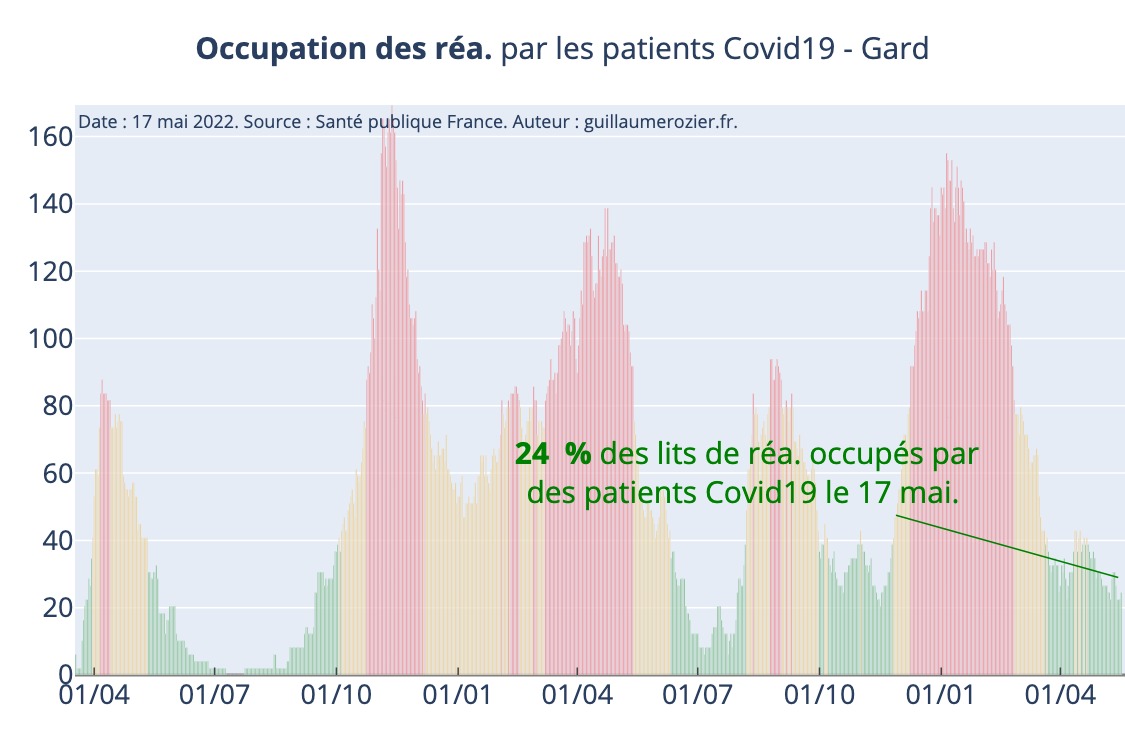 Occupation des réa. par les patients Covid19 - Gard
Date : 17 mai 2022. Source : Santé publique France. Auteur : guillaumerozier.fr.
160
140
120
100
80
60
40
20
0
24 % des lits de réa. occupés par
des patients Covid19 le 17 mai.
01/04 01/07 01/10 01/01 01/04 01/07 01/10 01/01 01/04